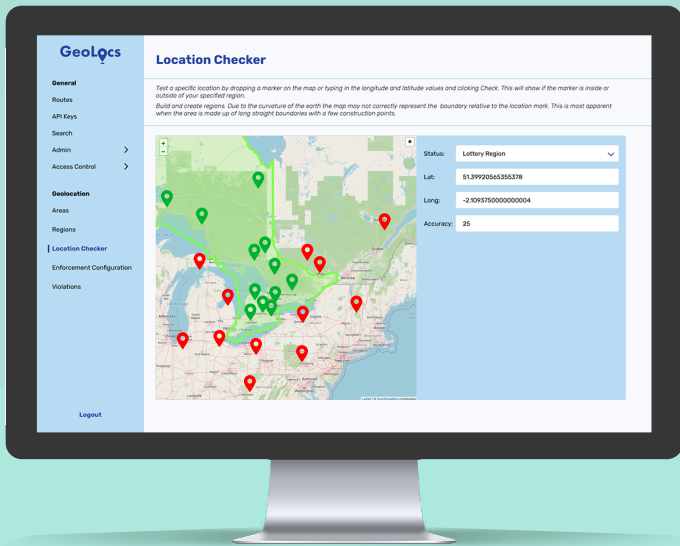 GeoLocs
General
Routes
API Keys
Search
Admin
Access Control
Geolocation
Areas
Regions
Location Checker
Enforcement Configuration
Violations
Logout
Location Checker
Test a specific location by dropping a marker on the map or typing in the longitude and latitude values and clicking Check. This will show if the marker is inside or
outside of your specified region.
Build and create regions. Due to the curvature of the earth the map may not correctly represent the boundary relative to the location mark. This is most apparent
when the area is made up of long straight boundaries with a few construction points.
+
−
Status: Lottery Region
Lat: 51.39920565355378
Long: -2.1093750000000004
Accuracy: 25